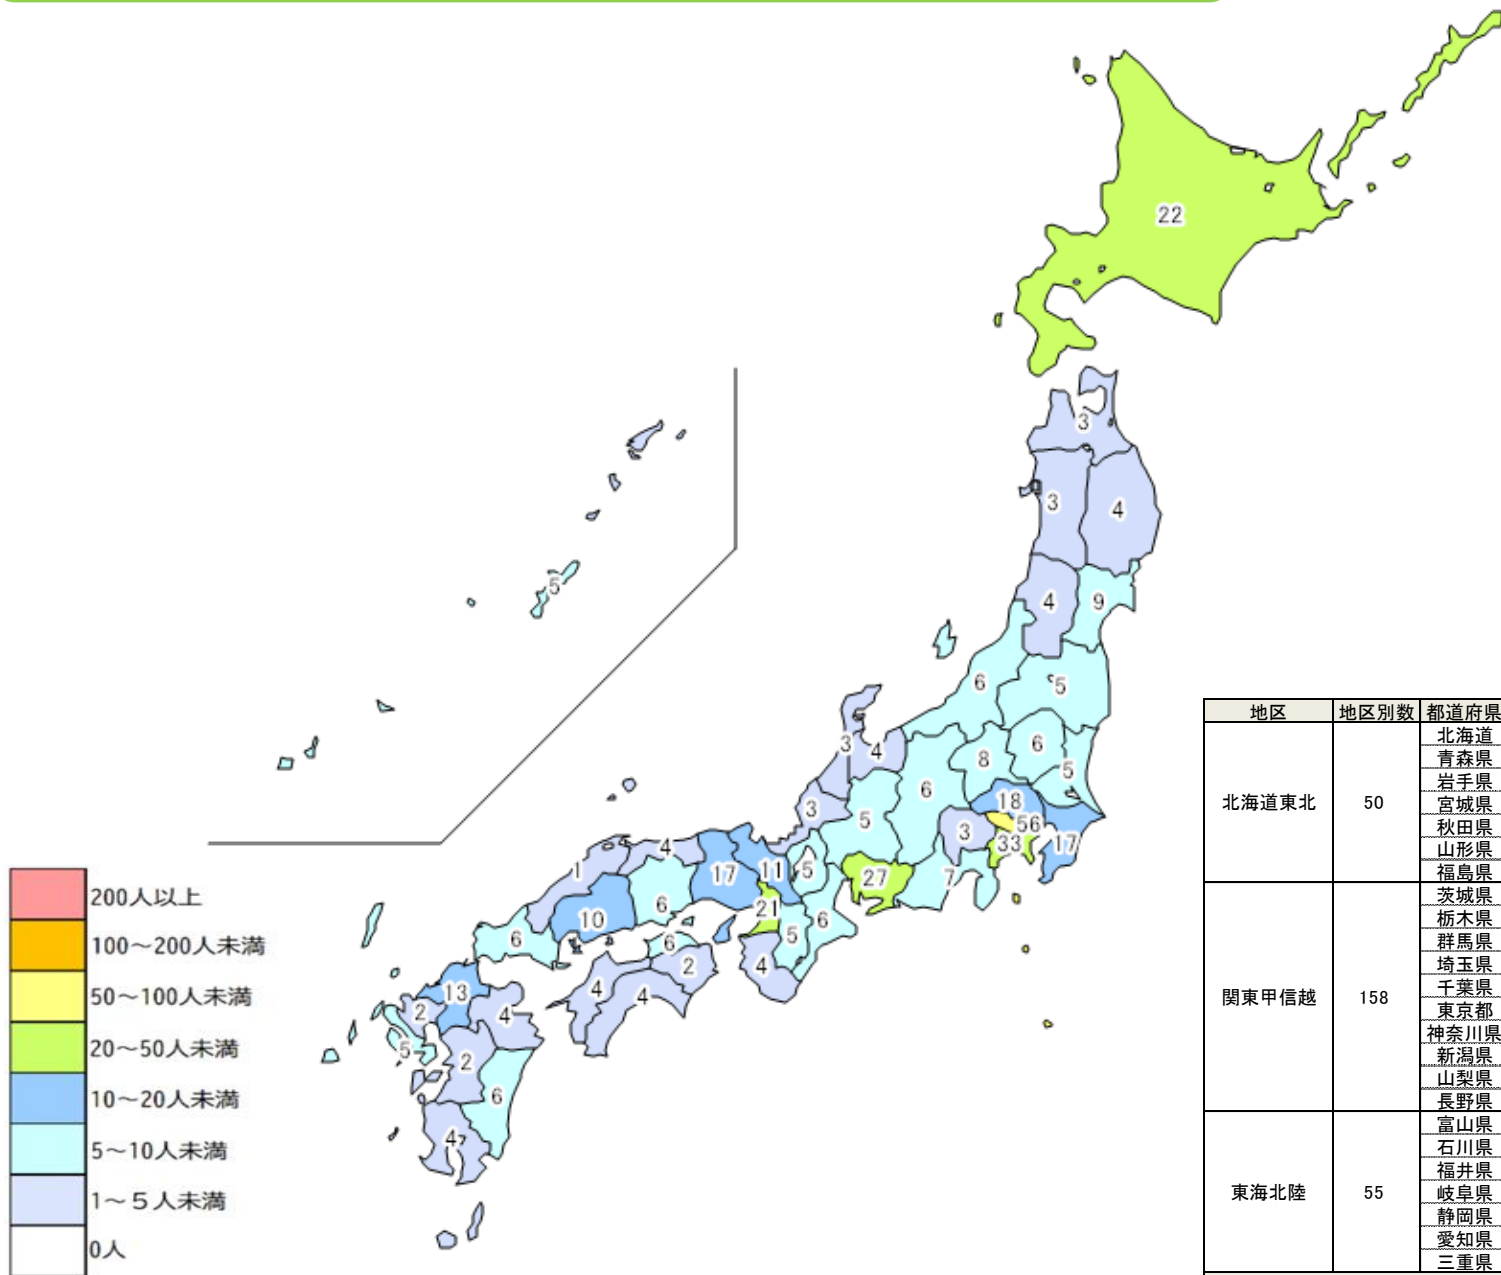 22
3
3
4
4
9
5
6
5
6
8
6
5
3
4
3
5
18
56
3
33
17
7
27
5
11
17
4
1
21
6
10
6
5
6
6
2
4
4
4
13
2
4
5
2
6
4
200人以上
100～200人未満
50～100人未満
20～50人未満
10～20人未満
5～10人未満
1～5人未満
0人
地区 地区別数 都道府県
北海道東北 50
北海道
青森県
岩手県
宮城県
秋田県
山形県
福島県
関東甲信越 158
茨城県
栃木県
群馬県
埼玉県
千葉県
東京都
神奈川県
新潟県
山梨県
長野県
東海北陸 55
富山県
石川県
福井県
岐阜県
静岡県
愛知県
三重県